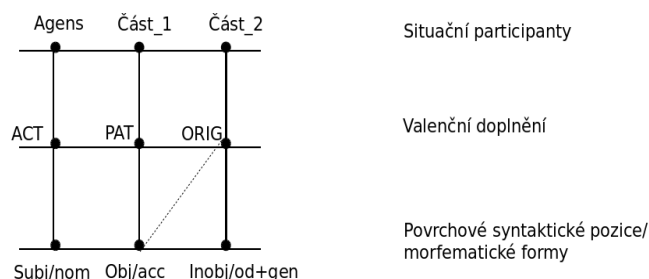 Agens Část_1 Část_2
Situační participanty
ACT PAT ORIG
Valenční doplnění
Povrchové syntaktické pozice/
morfematické formy
Subj/nom Obj/acc Inobj/od+gen